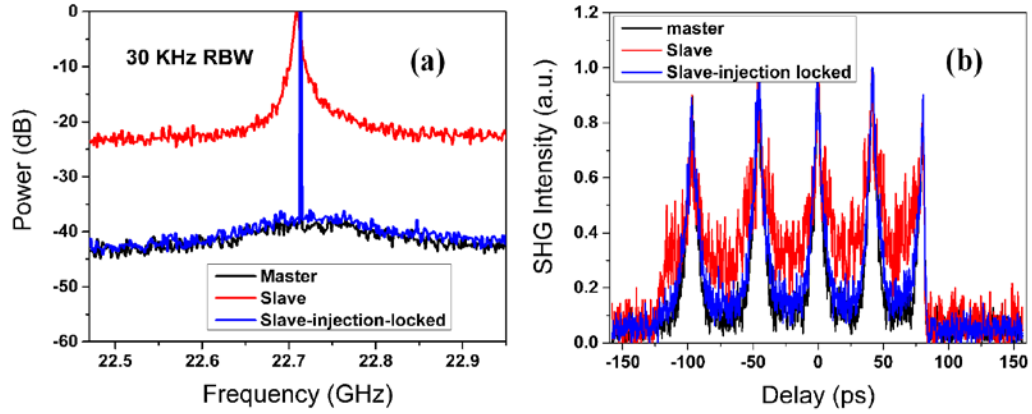 (a)
30 KHz RBW
Power (dB)
0
-10
-20
-30
-40
-50
-60
Master
Slave
Slave-injection-locked
22.5
22.6
22.7
22.8
22.9
Frequency (GHz)
(b)
master
Slave
Slave-injection locked
SHG Intensity (a.u.)
1.2
1.0
0.8
0.6
0.4
0.2
0.0
-150
-100
-50
0
50
100
150
Delay (ps)